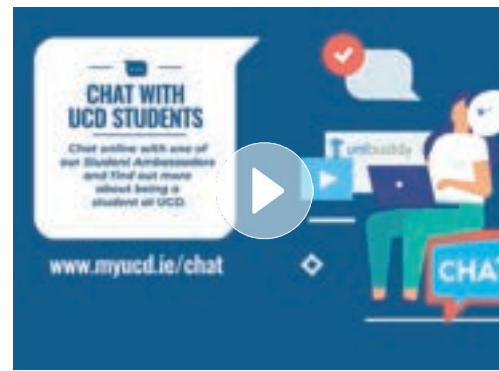 CHAT WITH
UCD STUDENTS
Chat online with one of
our Student Ambassadors
and find out more
about being a
student at UCD.
www.myucd.ie/chat
unibuddy
CHA